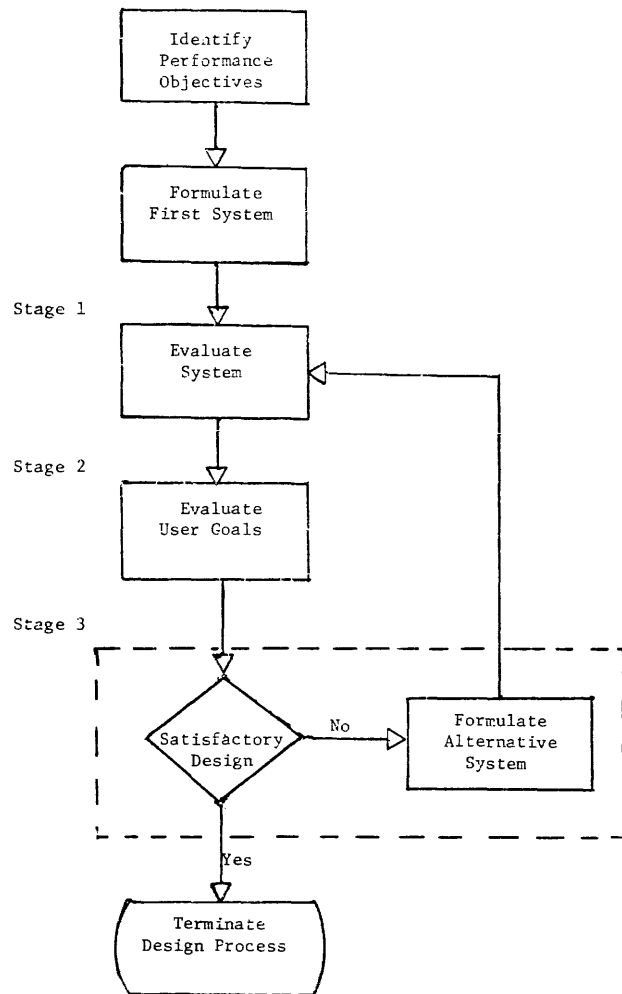 Identify
Performance
Objectives
Formulate
First System
Stage 1
Evaluate
System
Stage 2
Evaluate
User Goals
Stage 3
Satisfactory
Design
No
Formulate
Alternative
System
Yes
Terminate
Design Process